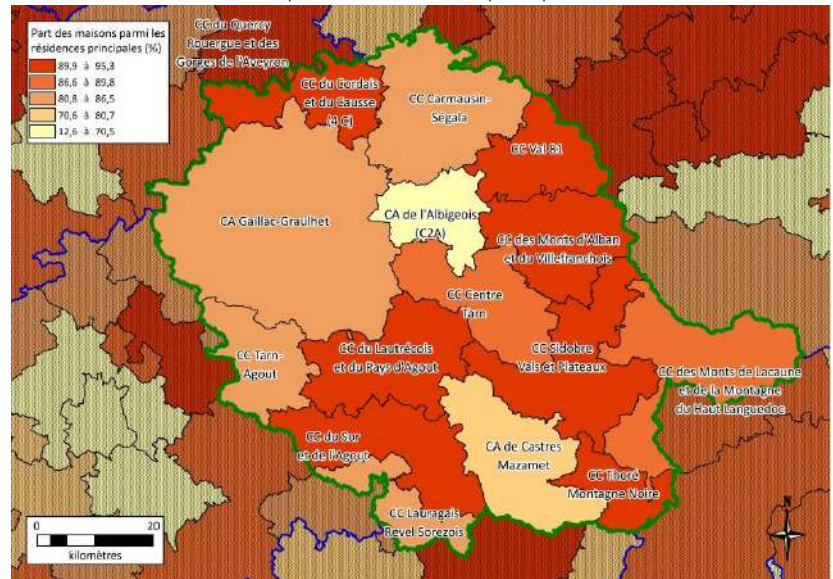 Part des maisons parmi les
résidences principales (%)
89,9 à 95,3
86,6 à 89,8
80,8 à 86,5
70,6 à 80,7
12,6 à 70,5
CC du Quercy
Rouergue et des
Gorges de l'Aveyron
CC du Cordais
et du Causse
(4 C)
CC Carmausin-
Ségala
CC Val 81
CA Gaillac-Graulhet
CA de l'Albigeois
(C2A)
CC des Monts d'Alban
et du Villefranchois
CC Centre
Tarn
CC Tarn-
Agout
CC du Lautrécois
et du Pays d'Agout
CC Sidobre
Vals et Plateaux
CC des Monts de Lacaune
et de la Montagne
du Haut Languedoc
CC du Sor
et de l'Agout
CA de Castres
Mazamet
CC Thoré
Montagne Noire
CC Lauragais
Revel Sorezois
0 20
kilomètres
N